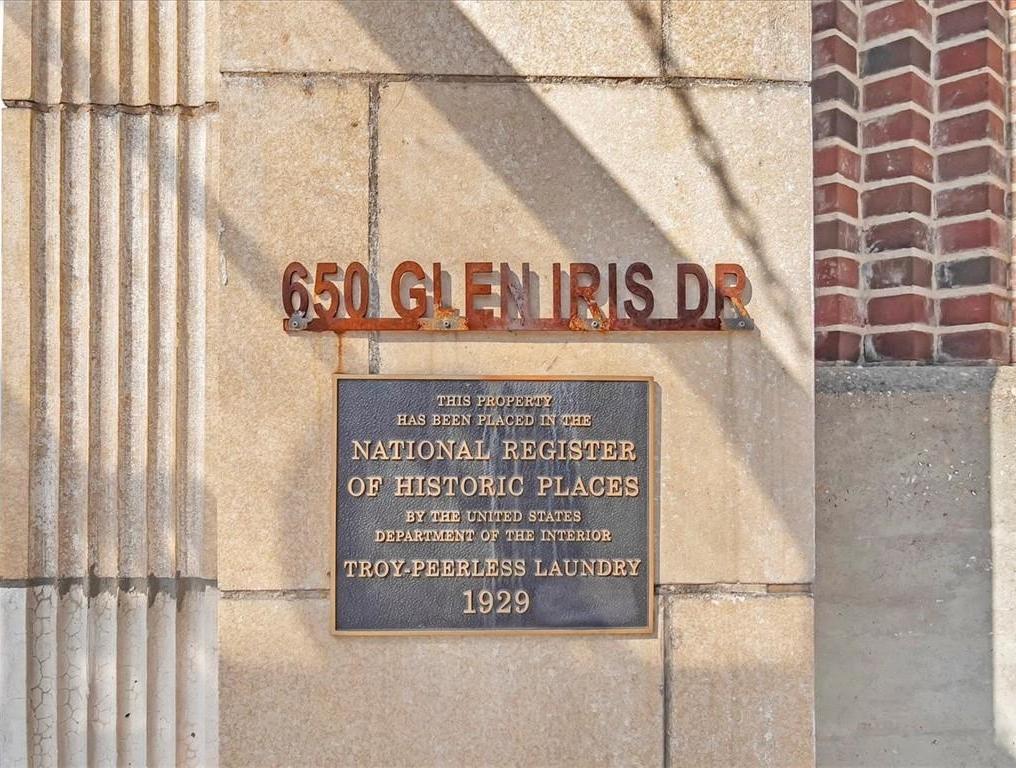 650 GLEN IRIS DR
THIS PROPERTY
HAS BEEN PLACED IN THE
NATIONAL REGISTER
OF HISTORIC PLACES
BY THE UNITED STATES
DEPARTMENT OF THE INTERIOR
TROY-PEERLESS LAUNDRY
1929